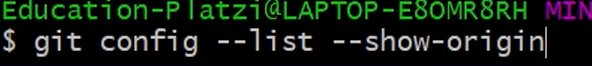 Education-Platzi@LAPTOP-E8OMR8RH MIN
$ git config --list --show-origin